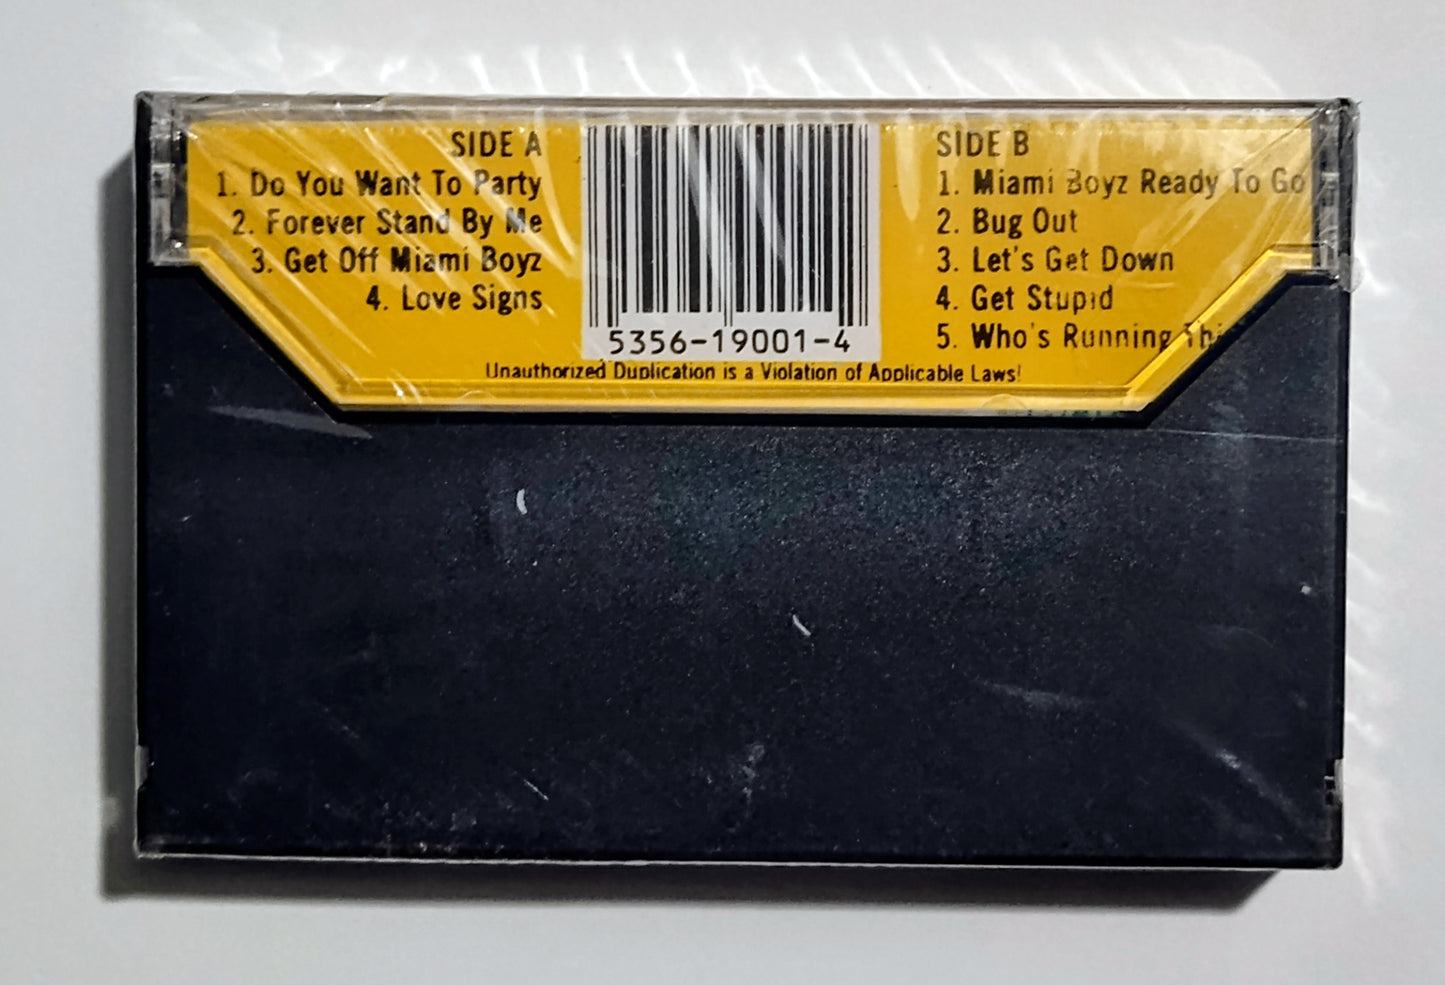 SIDE A
1. Do You Want To Party
2. Forever Stand By Me
3. Get Off Miami Boyz
4. Love Signs
5356-19001-4
SIDE B
1. Miami Boyz Ready To Go
2. Bug Out
3. Let's Get Down
4. Get Stupid
5. Who's Running
Unauthorized Duplication is a Violation of Applicable Laws!